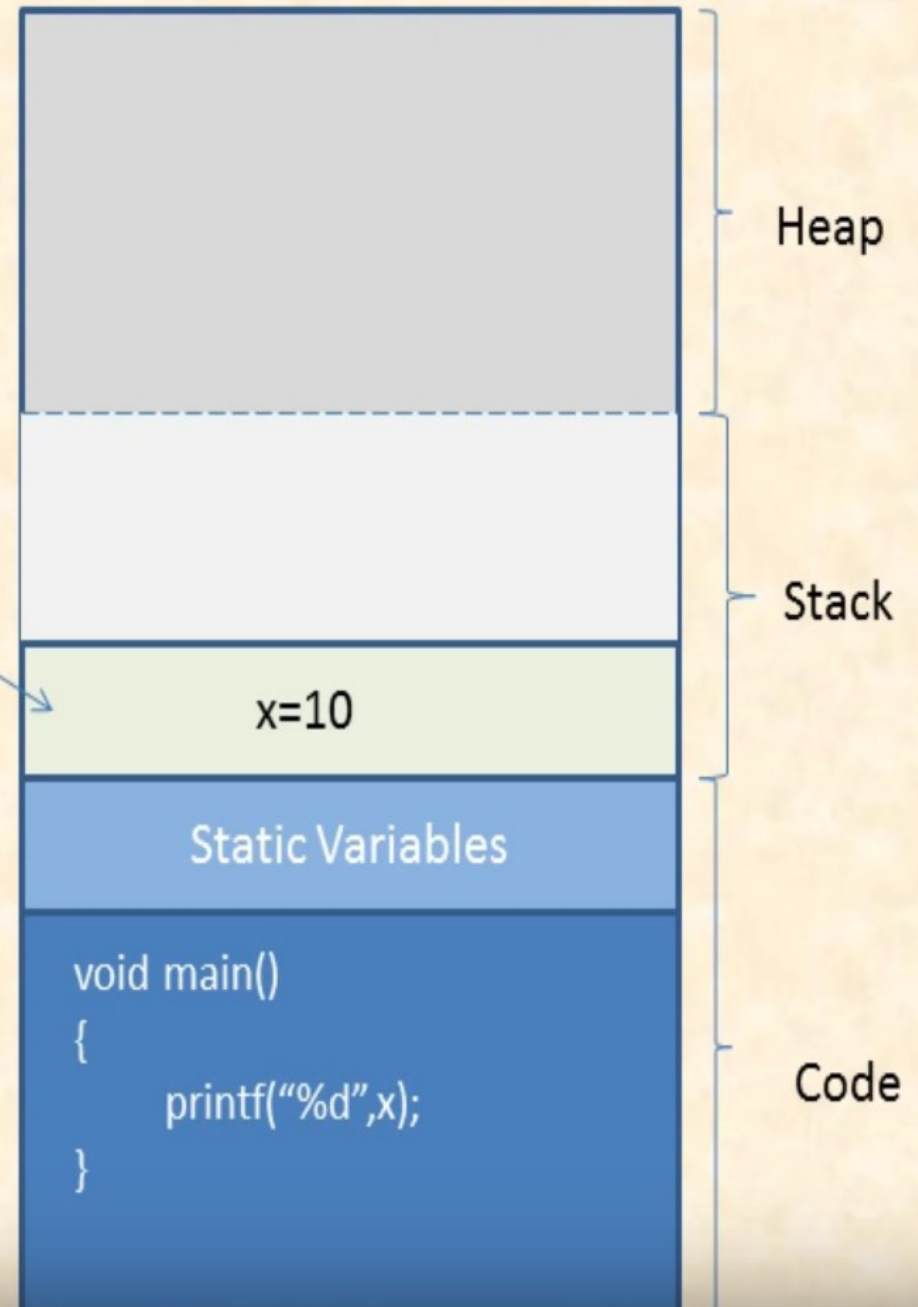 Heap
Stack
x=10
Static Variables
void main()
{
printf(“%d”,x);
}
Code